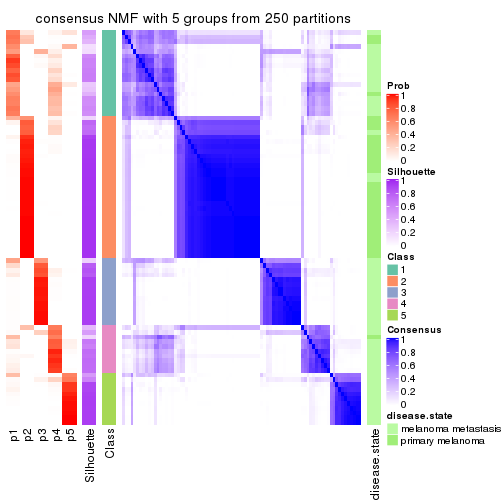 consensus NMF with 5 groups from 250 partitions
Prob
1
0.8
0.6
0.4
0.2
0
Silhouette
1
0.8
0.6
0.4
0.2
0
Class
1
2
3
4
5
Consensus
1
0.8
0.6
0.4
0.2
0
disease.state
melanoma metastasis
primary melanoma
p1
p2
p3
p4
p5
Silhouette
Class
disease.state